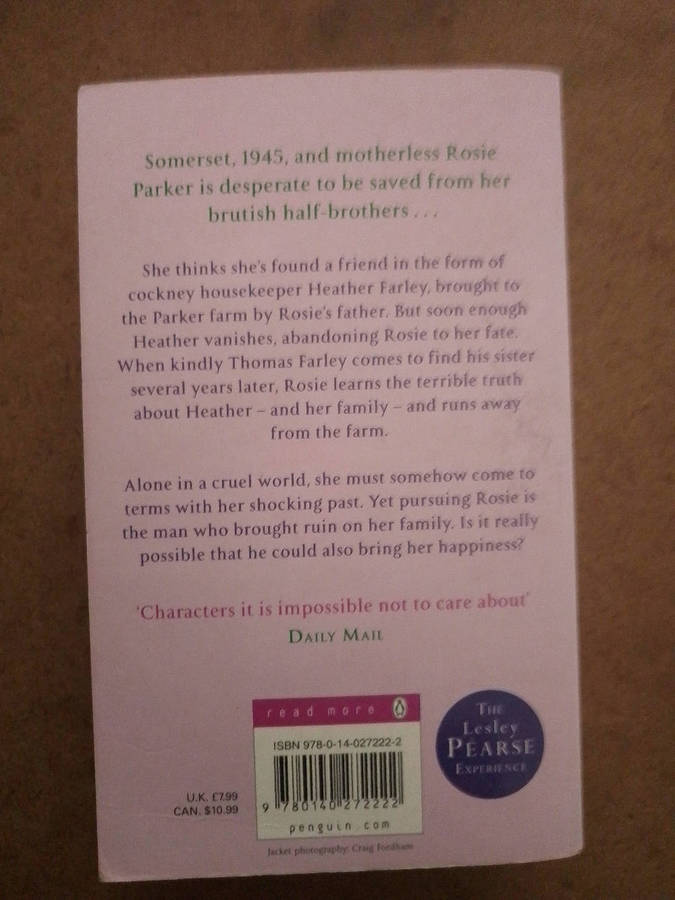 Somerset, 1945, and motherless Rosie
Parker is desperate to be saved from her
brutish half-brothers . . .
She thinks she's found a friend in the form of
cockney housekeeper Heather Farley, brought to
the Parker farm by Rosie's father. But soon enough
Heather vanishes, abandoning Rosie to her fate.
When kindly Thomas Farley comes to find his sister
several years later, Rosie learns the terrible truth
about Heather – and her family – and runs away
from the farm.
Alone in a cruel world, she must somehow come to
terms with her shocking past. Yet pursuing Rosie is
the man who brought ruin on her family. Is it really
possible that he could also bring her happiness?
'Characters it is impossible not to care about'
DAILY MAIL
read more
ISBN 978-0-14-027222-2
9 780140 272222
penguin.com
U.K. £7.99
CAN. $10.99
THE
Lesley
PEARSE
EXPERIENCE
Jacket photography: Craig Fordham